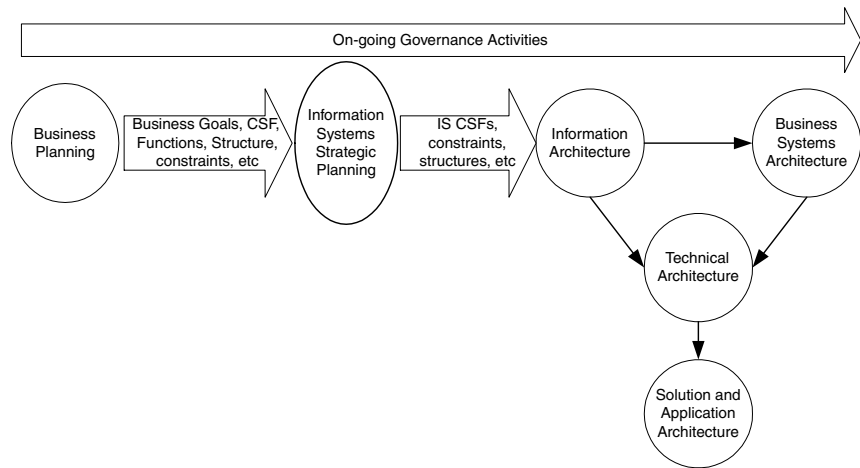 On-going Governance Activities
Business
Planning
Business Goals, CSF,
Functions, Structure,
constraints, etc
Information
Systems
Strategic
Planning
IS CSFs,
constraints,
structures, etc
Information
Architecture
Business
Systems
Architecture
Technical
Architecture
Solution and
Application
Architecture